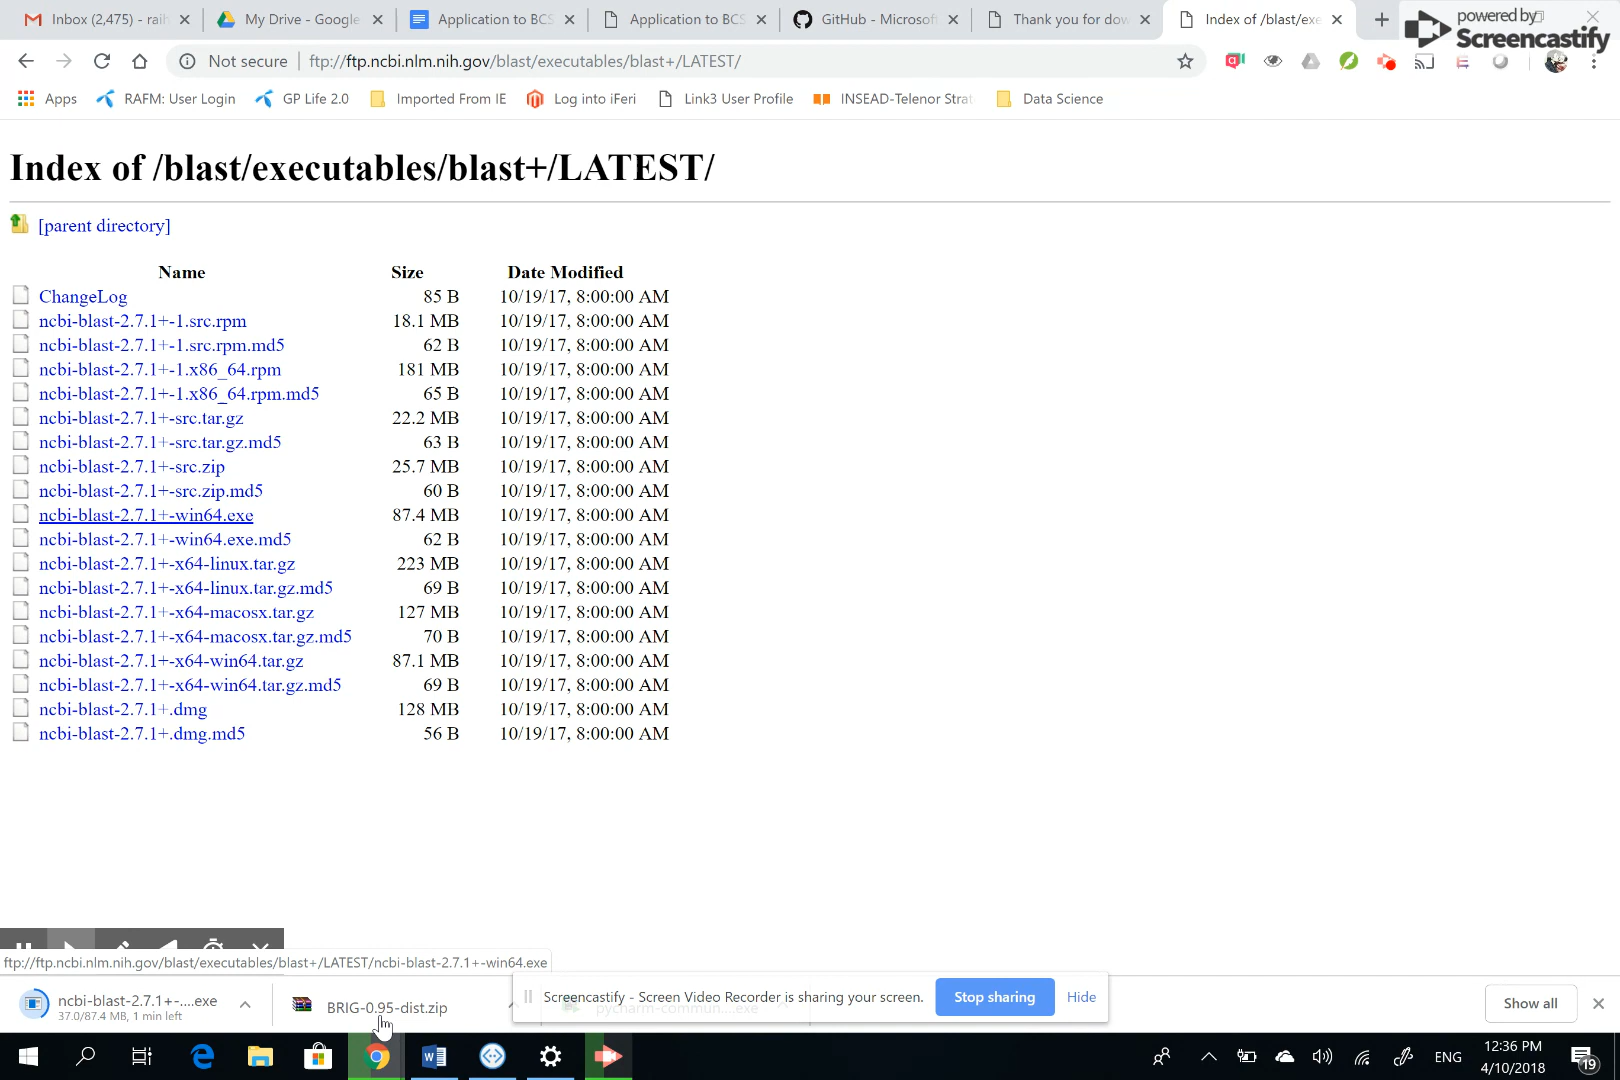 Inbox (2,475) - rail
My Drive - Google
Application to BCS
Application to BCS
GitHub - Microsof
Thank you for dow
Index of /blast/exe
powered by
Screencastify
Not secure
ftp://ftp.ncbi.nlm.nih.gov/blast/executables/blast+/LATEST/
Apps
RAFM: User Login
GP Life 2.0
Imported From IE
Log into iFeri
Link3 User Profile
INSEAD-Telenor Strat
Data Science
Index of /blast/executables/blast+/LATEST/
[parent directory]
Name Size Date Modified
ChangeLog 85 B 10/19/17, 8:00:00 AM
ncbi-blast-2.7.1+-1.src.rpm 18.1 MB 10/19/17, 8:00:00 AM
ncbi-blast-2.7.1+-1.src.rpm.md5 62 B 10/19/17, 8:00:00 AM
ncbi-blast-2.7.1+-1.x86_64.rpm 181 MB 10/19/17, 8:00:00 AM
ncbi-blast-2.7.1+-1.x86_64.rpm.md5 65 B 10/19/17, 8:00:00 AM
ncbi-blast-2.7.1+-src.tar.gz 22.2 MB 10/19/17, 8:00:00 AM
ncbi-blast-2.7.1+-src.tar.gz.md5 63 B 10/19/17, 8:00:00 AM
ncbi-blast-2.7.1+-src.zip 25.7 MB 10/19/17, 8:00:00 AM
ncbi-blast-2.7.1+-src.zip.md5 60 B 10/19/17, 8:00:00 AM
ncbi-blast-2.7.1+-win64.exe 87.4 MB 10/19/17, 8:00:00 AM
ncbi-blast-2.7.1+-win64.exe.md5 62 B 10/19/17, 8:00:00 AM
ncbi-blast-2.7.1+-x64-linux.tar.gz 223 MB 10/19/17, 8:00:00 AM
ncbi-blast-2.7.1+-x64-linux.tar.gz.md5 69 B 10/19/17, 8:00:00 AM
ncbi-blast-2.7.1+-x64-macosx.tar.gz 127 MB 10/19/17, 8:00:00 AM
ncbi-blast-2.7.1+-x64-macosx.tar.gz.md5 70 B 10/19/17, 8:00:00 AM
ncbi-blast-2.7.1+-x64-win64.tar.gz 87.1 MB 10/19/17, 8:00:00 AM
ncbi-blast-2.7.1+-x64-win64.tar.gz.md5 69 B 10/19/17, 8:00:00 AM
ncbi-blast-2.7.1+.dmg 128 MB 10/19/17, 8:00:00 AM
ncbi-blast-2.7.1+.dmg.md5 56 B 10/19/17, 8:00:00 AM
ftp://ftp.ncbi.nlm.nih.gov/blast/executables/blast+/LATEST/ncbi-blast-2.7.1+-win64.exe
ncbi-blast-2.7.1+-....exe
37.0/87.4 MB, 1 min left
BRIG-0.95-dist.zip
Screencastify - Screen Video Recorder is sharing your screen.
pycharm-commun....exe
Stop sharing
Hide
Show all
ENG
12:36 PM
4/10/2018
19